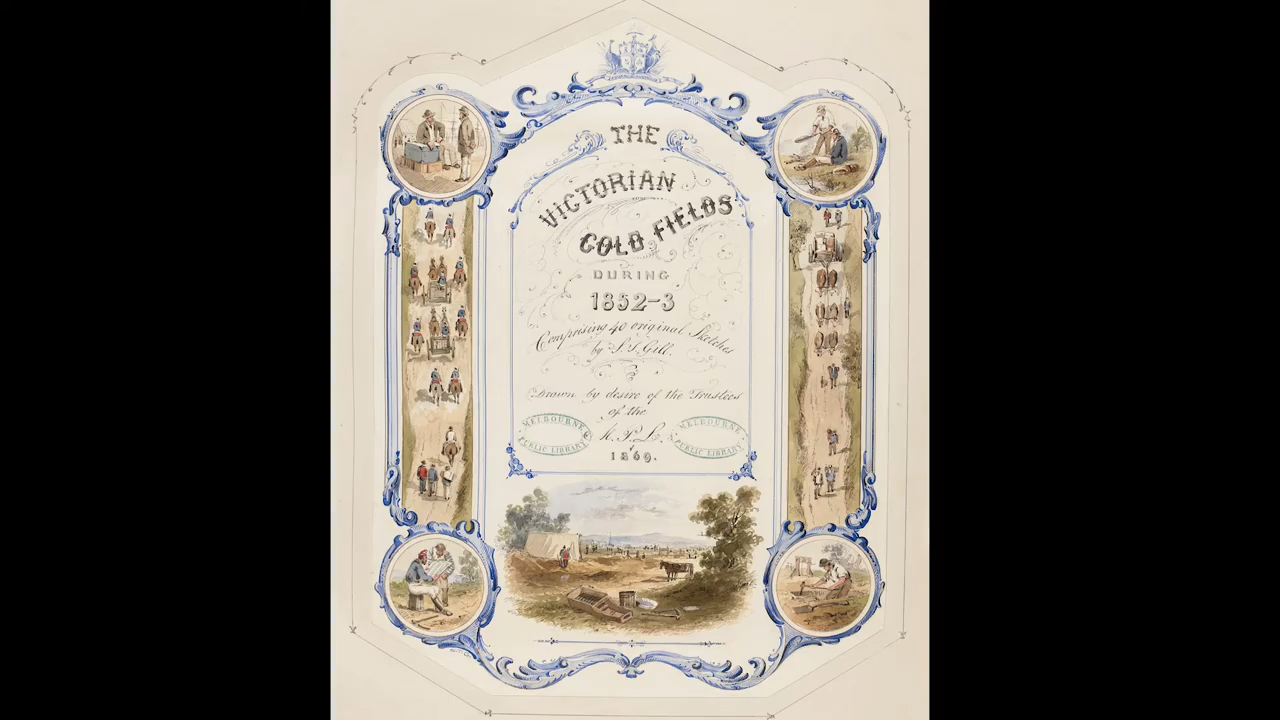 THE
VICTORIAN
GOLD FIELDS
DURING
1852-3
Comprising 40 original Sketches
by S.T. Gill.
Drawn by desire of the Trustees
of the
M. P. L.
1869.
MELBOURNE
PUBLIC LIBRARY
MELBOURNE
PUBLIC LIBRARY